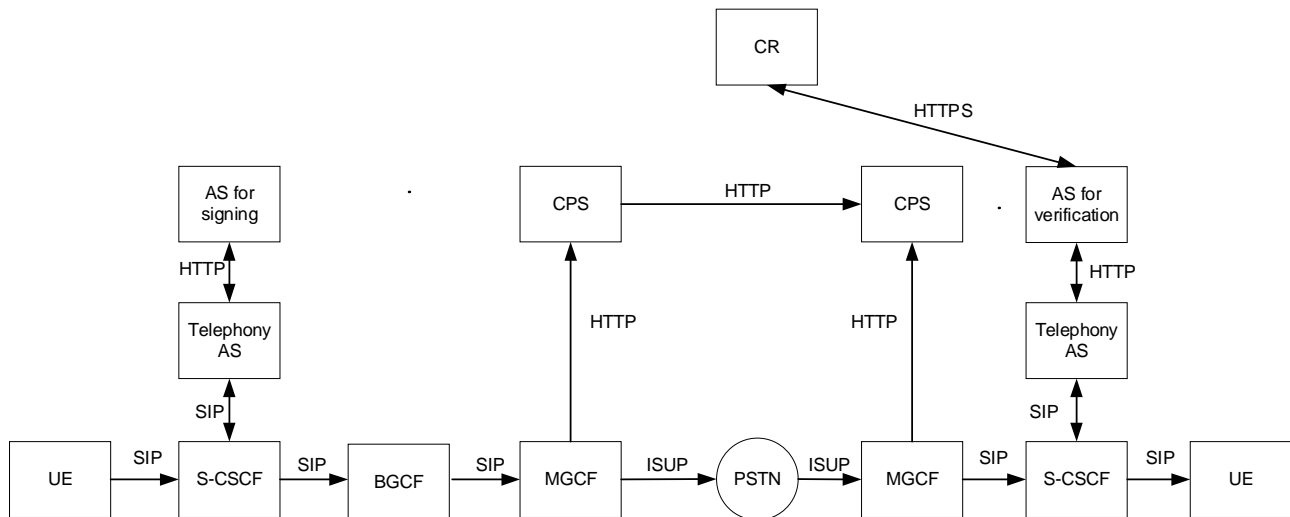 CR
HTTPS
AS for
signing
CPS
HTTP
CPS
AS for
verification
HTTP
HTTP
Telephony
AS
HTTP
HTTP
Telephony
AS
SIP
SIP
UE
SIP
S-CSCF
SIP
BGCF
SIP
MGCF
ISUP
PSTN
ISUP
MGCF
SIP
S-CSCF
SIP
UE